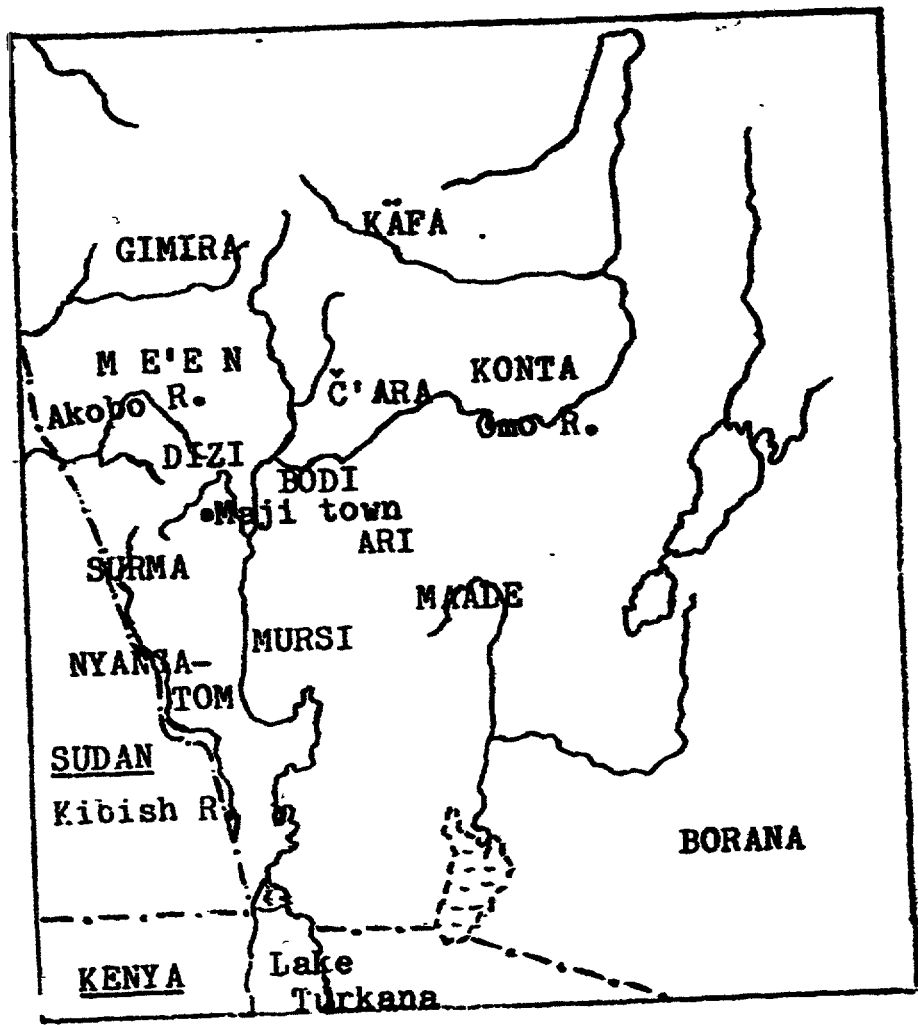 KÄFA
GIMIRA
M E'E N
KONTA
Č'ARA
Akobo R.
Omo R.
DIZI
BODI
Maji town
ARI
SURMA
MAADE
MURSI
NYANGA-
TOM
SUDAN
Kibish R.
BORANA
KENYA
Lake
Turkana